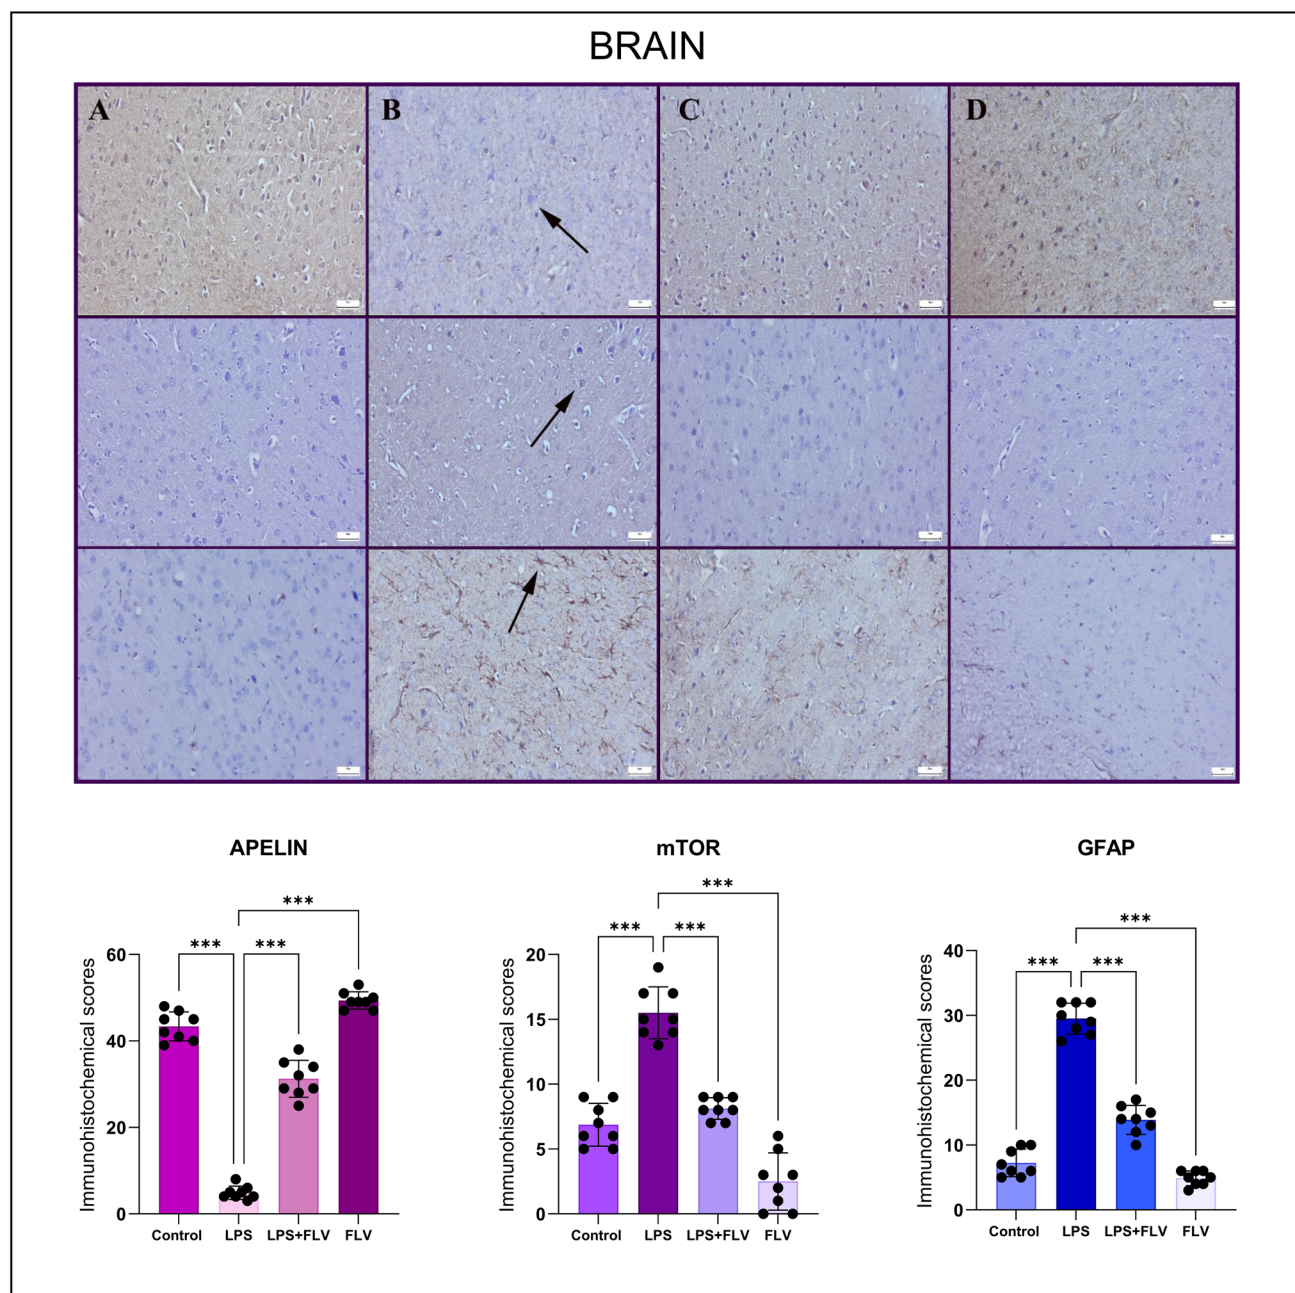 BRAIN
A B C D
APELIN
Immunohistochemical scores
60
40
20
0
*** ***
***
Control LPS LPS+FLV FLV
mTOR
Immunohistochemical scores
20
15
10
5
0
*** ***
***
Control LPS LPS+FLV FLV
GFAP
Immunohistochemical scores
40
30
20
10
0
*** ***
***
Control LPS LPS+FLV FLV